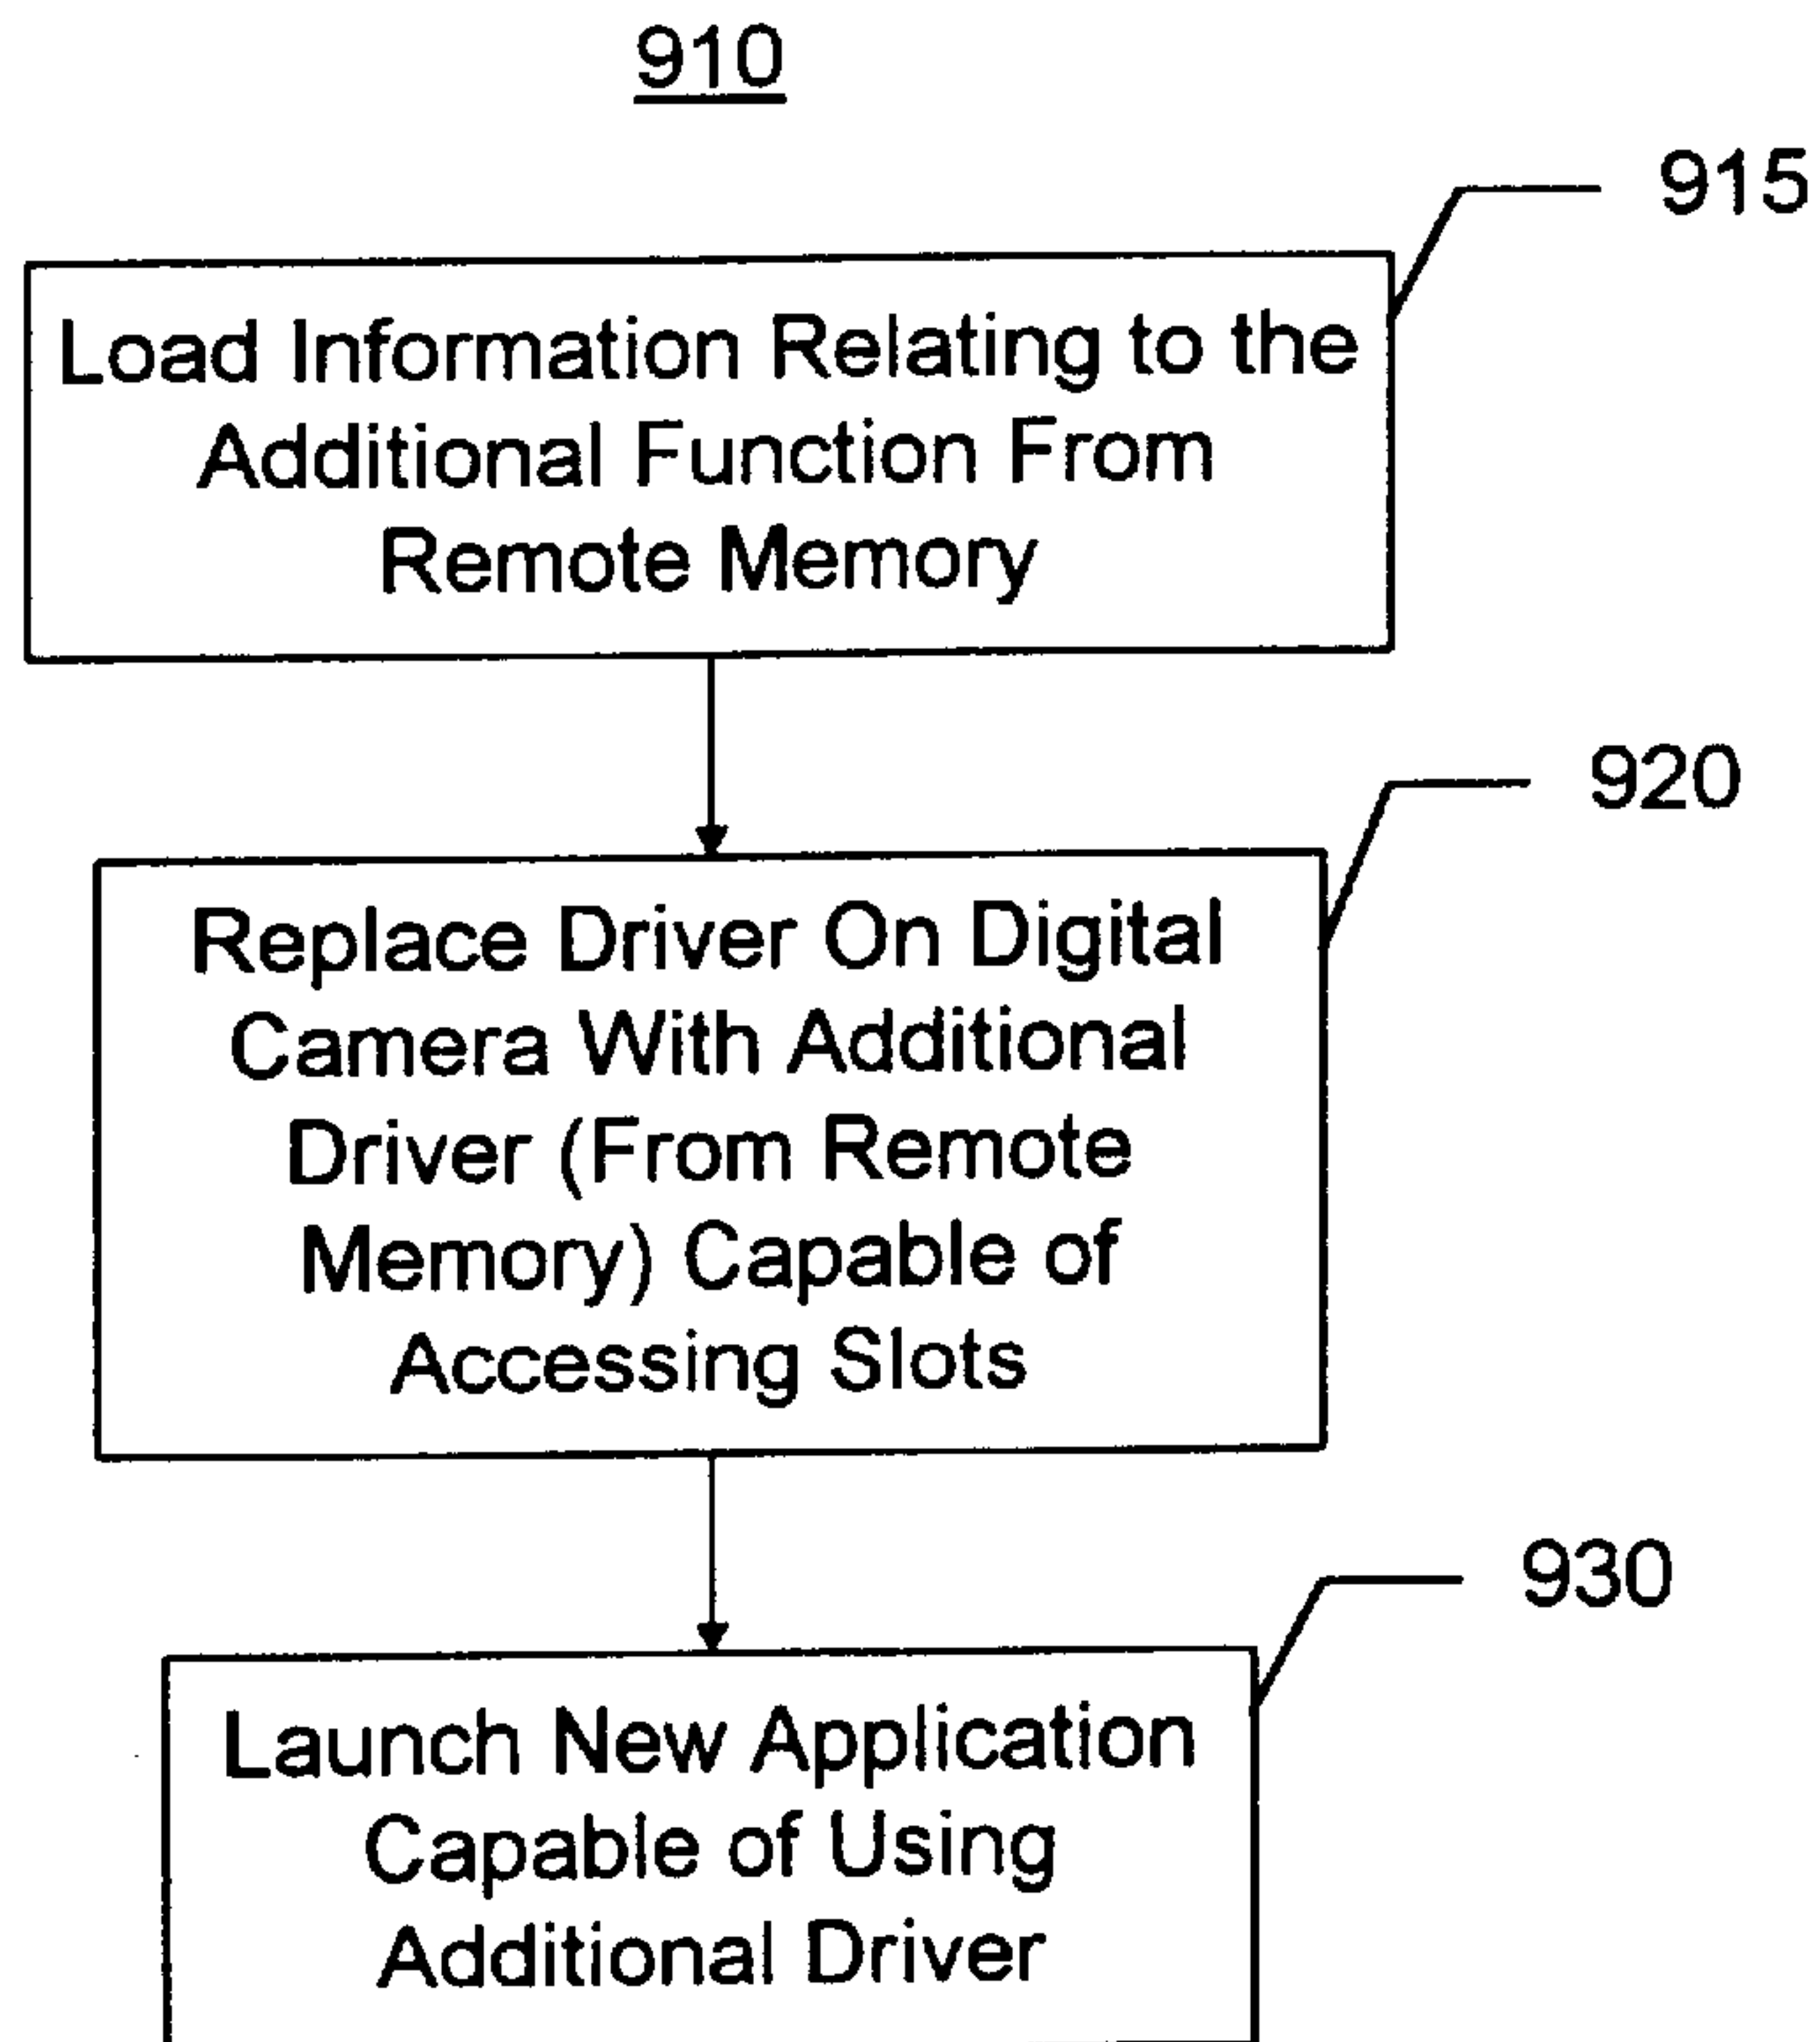 910
915
Load Information Relating to the
Additional Function From
Remote Memory
920
Replace Driver On Digital
Camera With Additional
Driver (From Remote
Memory) Capable of
Accessing Slots
930
Launch New Application
Capable of Using
Additional Driver